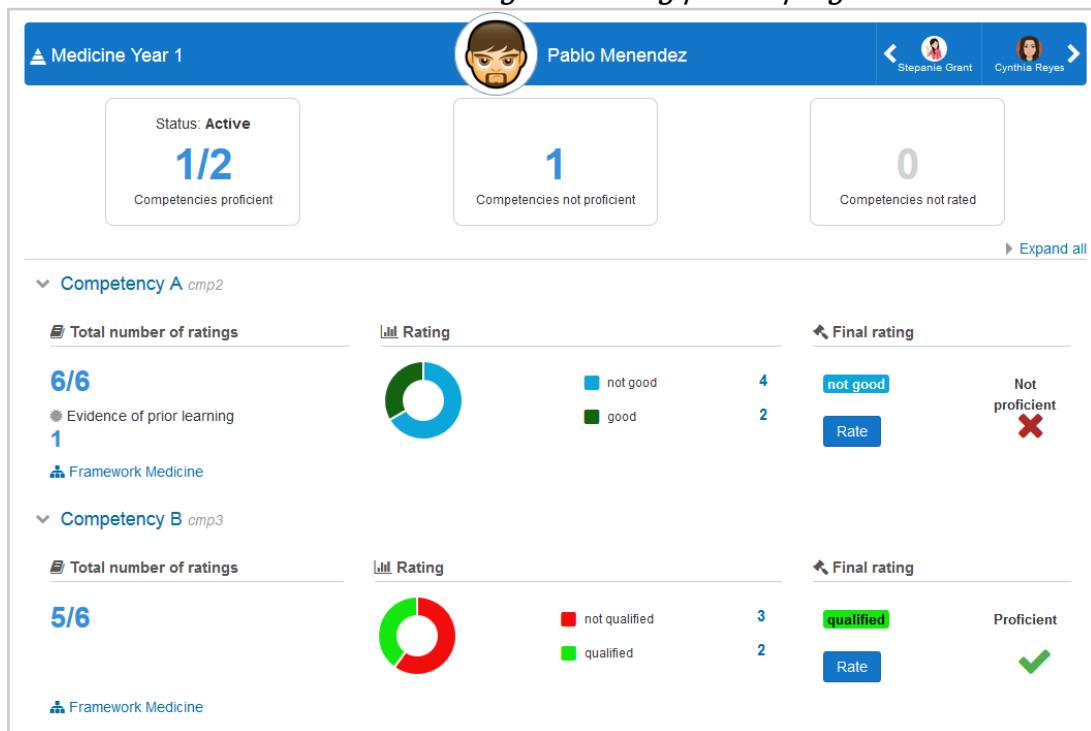 Medicine Year 1
Pablo Menendez
Stepanie Grant
Cynthia Reyes
Status: Active
1/2
Competencies proficient
1
Competencies not proficient
0
Competencies not rated
Expand all
Competency A cmp2
Total number of ratings
Rating
Final rating
6/6
Evidence of prior learning
1
Framework Medicine
not good 4
good 2
not good
Rate
Not
proficient
Competency B cmp3
Total number of ratings
Rating
Final rating
5/6
not qualified 3
qualified 2
qualified
Rate
Proficient
Framework Medicine